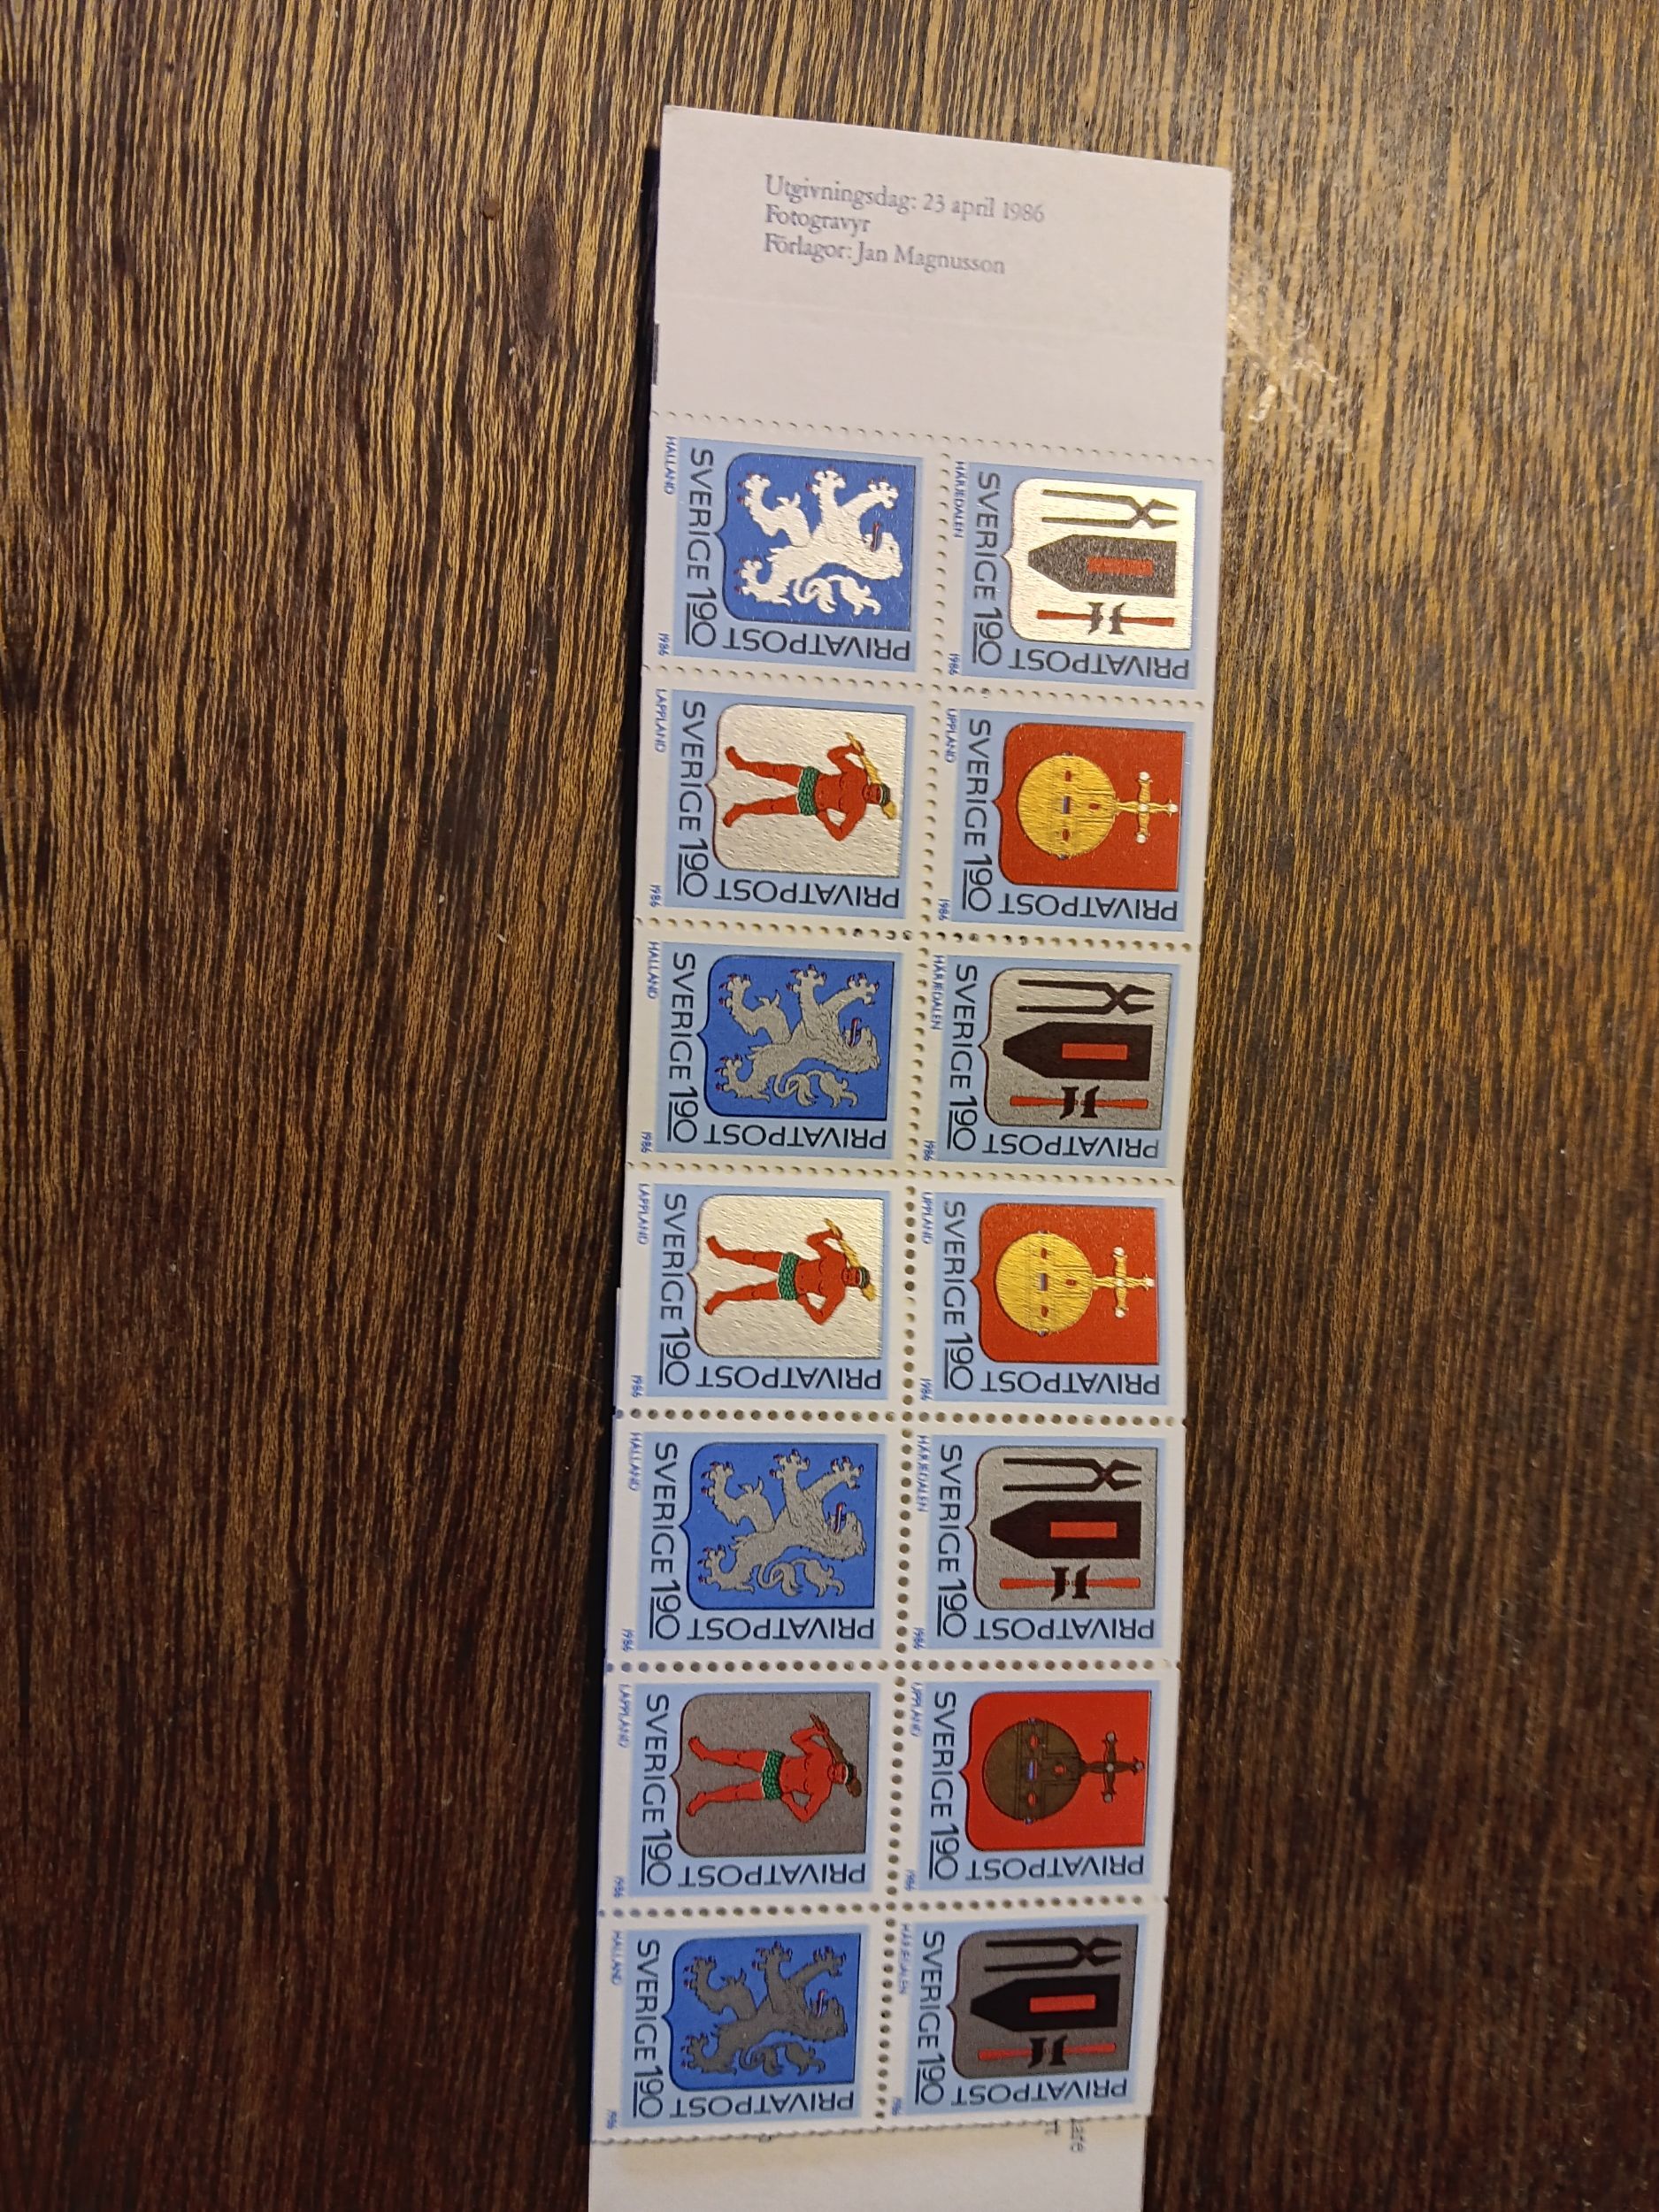 Utgivningsdag: 23 april 1986
Fotogravyr
Förlagor: Jan Magnusson
PRIVATPOST
SVERIGE 190
HALLAND 1986
PRIVATPOST
SVERIGE 190
HÄRJEDALEN 1986
PRIVATPOST
SVERIGE 190
LAPPLAND 1986
PRIVATPOST
SVERIGE 190
UPPLAND 1986
PRIVATPOST
SVERIGE 190
HALLAND 1986
PRIVATPOST
SVERIGE 190
HÄRJEDALEN 1986
PRIVATPOST
SVERIGE 190
LAPPLAND 1986
PRIVATPOST
SVERIGE 190
UPPLAND 1986
PRIVATPOST
SVERIGE 190
HALLAND 1986
PRIVATPOST
SVERIGE 190
HÄRJEDALEN 1986
PRIVATPOST
SVERIGE 190
LAPPLAND 1986
PRIVATPOST
SVERIGE 190
UPPLAND 1986
PRIVATPOST
SVERIGE 190
HALLAND 1986
PRIVATPOST
SVERIGE 190
HÄRJEDALEN 1986